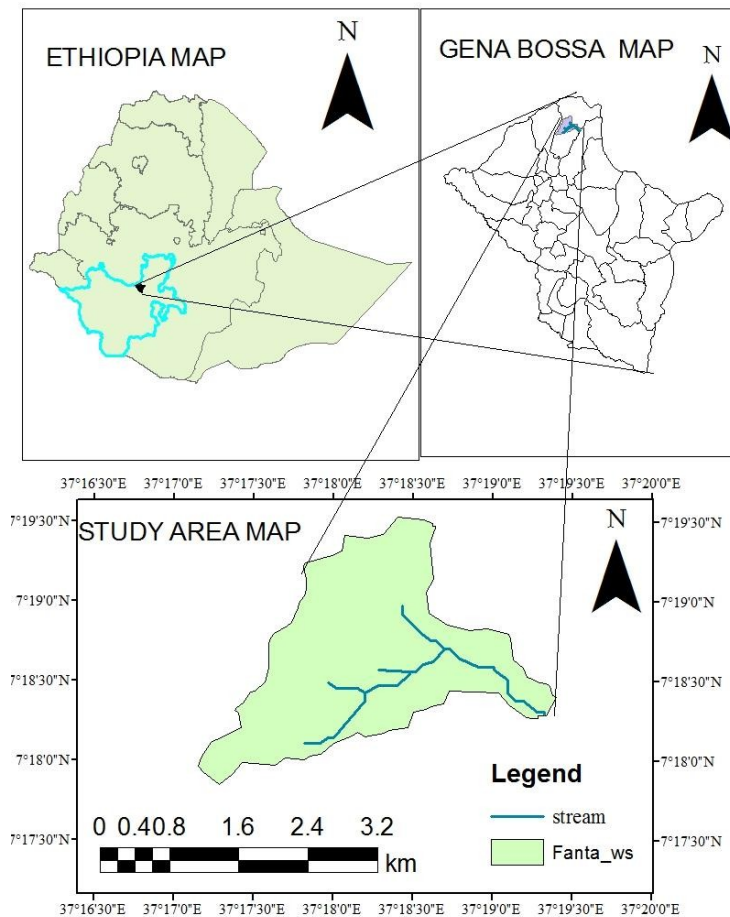 ETHIOPIA MAP
N
GENA BOSSA MAP
N
37°16'30"E 37°17'0"E 37°17'30"E 37°18'0"E 37°18'30"E 37°19'0"E 37°19'30"E 37°20'0"E
7°19'30"N
7°19'30"N
STUDY AREA MAP
N
7°19'0"N
7°19'0"N
7°18'30"N
7°18'30"N
7°18'0"N
7°18'0"N
Legend
stream
Fanta_ws
0 0.40.8 1.6 2.4 3.2
km
7°17'30"N
7°17'30"N
37°16'30"E 37°17'0"E 37°17'30"E 37°18'0"E 37°18'30"E 37°19'0"E 37°19'30"E 37°20'0"E